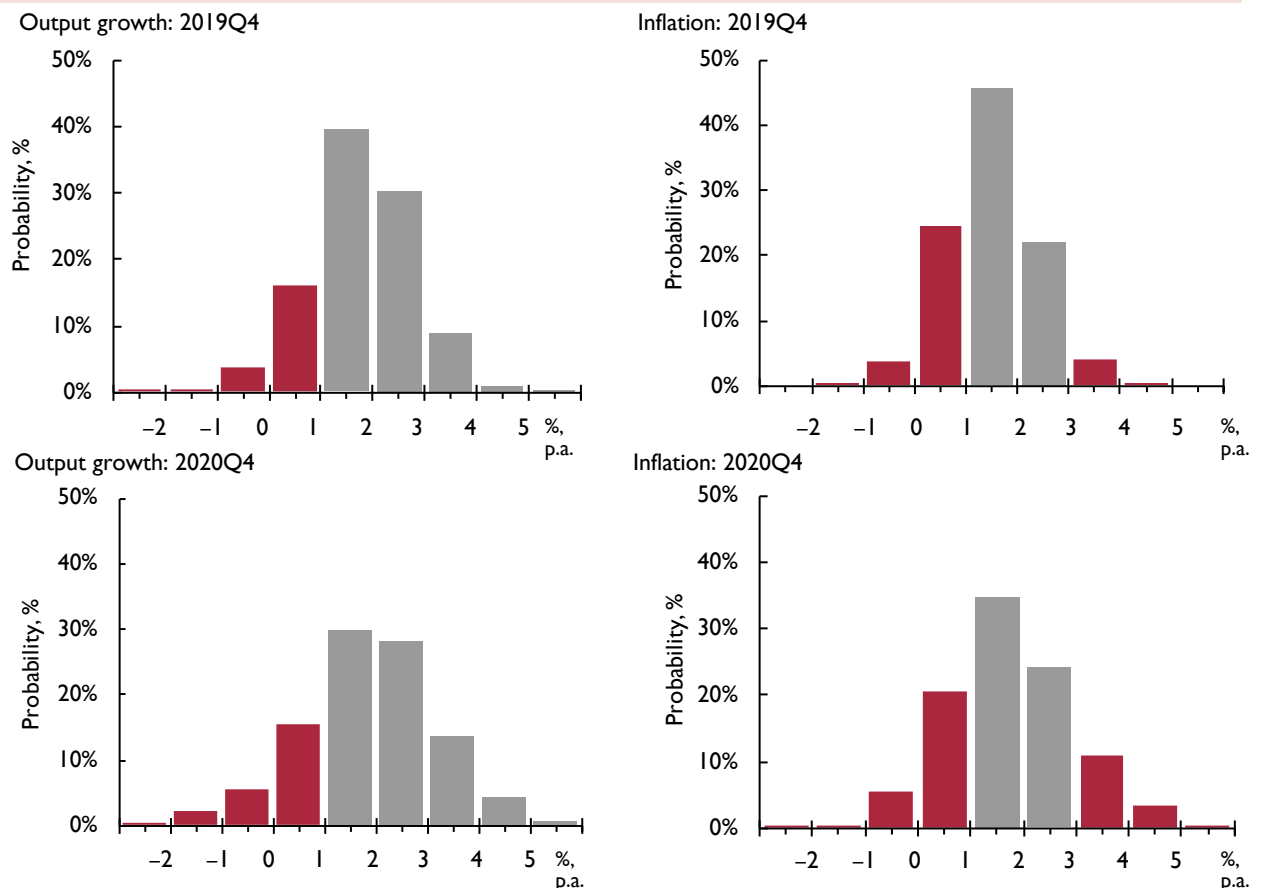 Output growth: 2019Q4
50%
40%
30%
20%
10%
0%
Probability, %
–2 –1 0 1 2 3 4 5 %,
p.a.
Inflation: 2019Q4
50%
40%
30%
20%
10%
0%
Probability, %
–2 –1 0 1 2 3 4 5 %,
p.a.
Output growth: 2020Q4
50%
40%
30%
20%
10%
0%
Probability, %
–2 –1 0 1 2 3 4 5 %,
p.a.
Inflation: 2020Q4
50%
40%
30%
20%
10%
0%
Probability, %
–2 –1 0 1 2 3 4 5 %,
p.a.